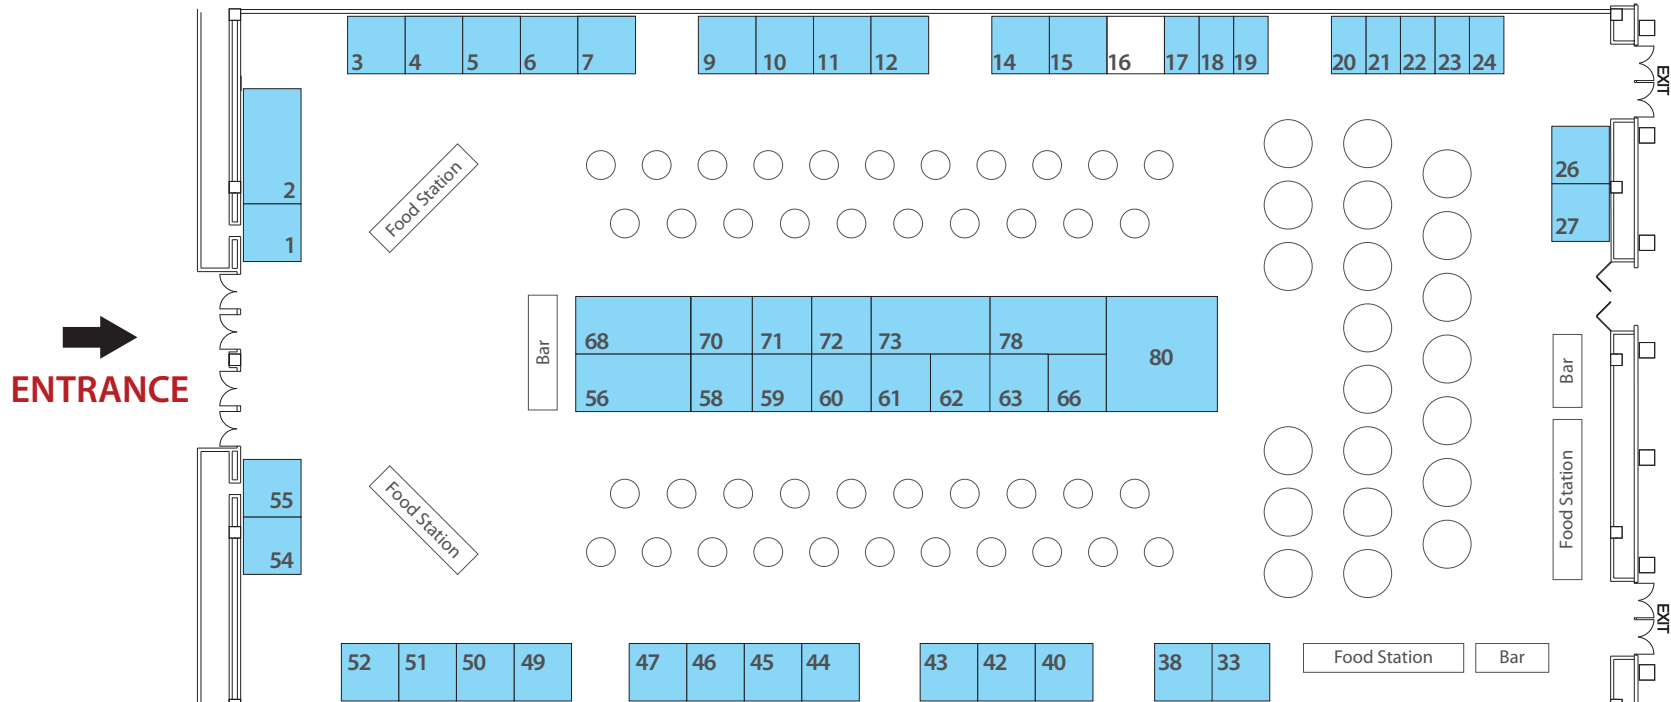 3 4 5 6 7 9 10 11 12 14 15 16 17 18 19 20 21 22 23 24
EXIT
2
1
Food Station
26
27
ENTRANCE
Bar
68 70 71 72 73 78 80
56 58 59 60 61 62 63 66
Bar
Food Station
55
54
Food Station
EXIT
52 51 50 49 47 46 45 44 43 42 40 38 33
Food Station
Bar